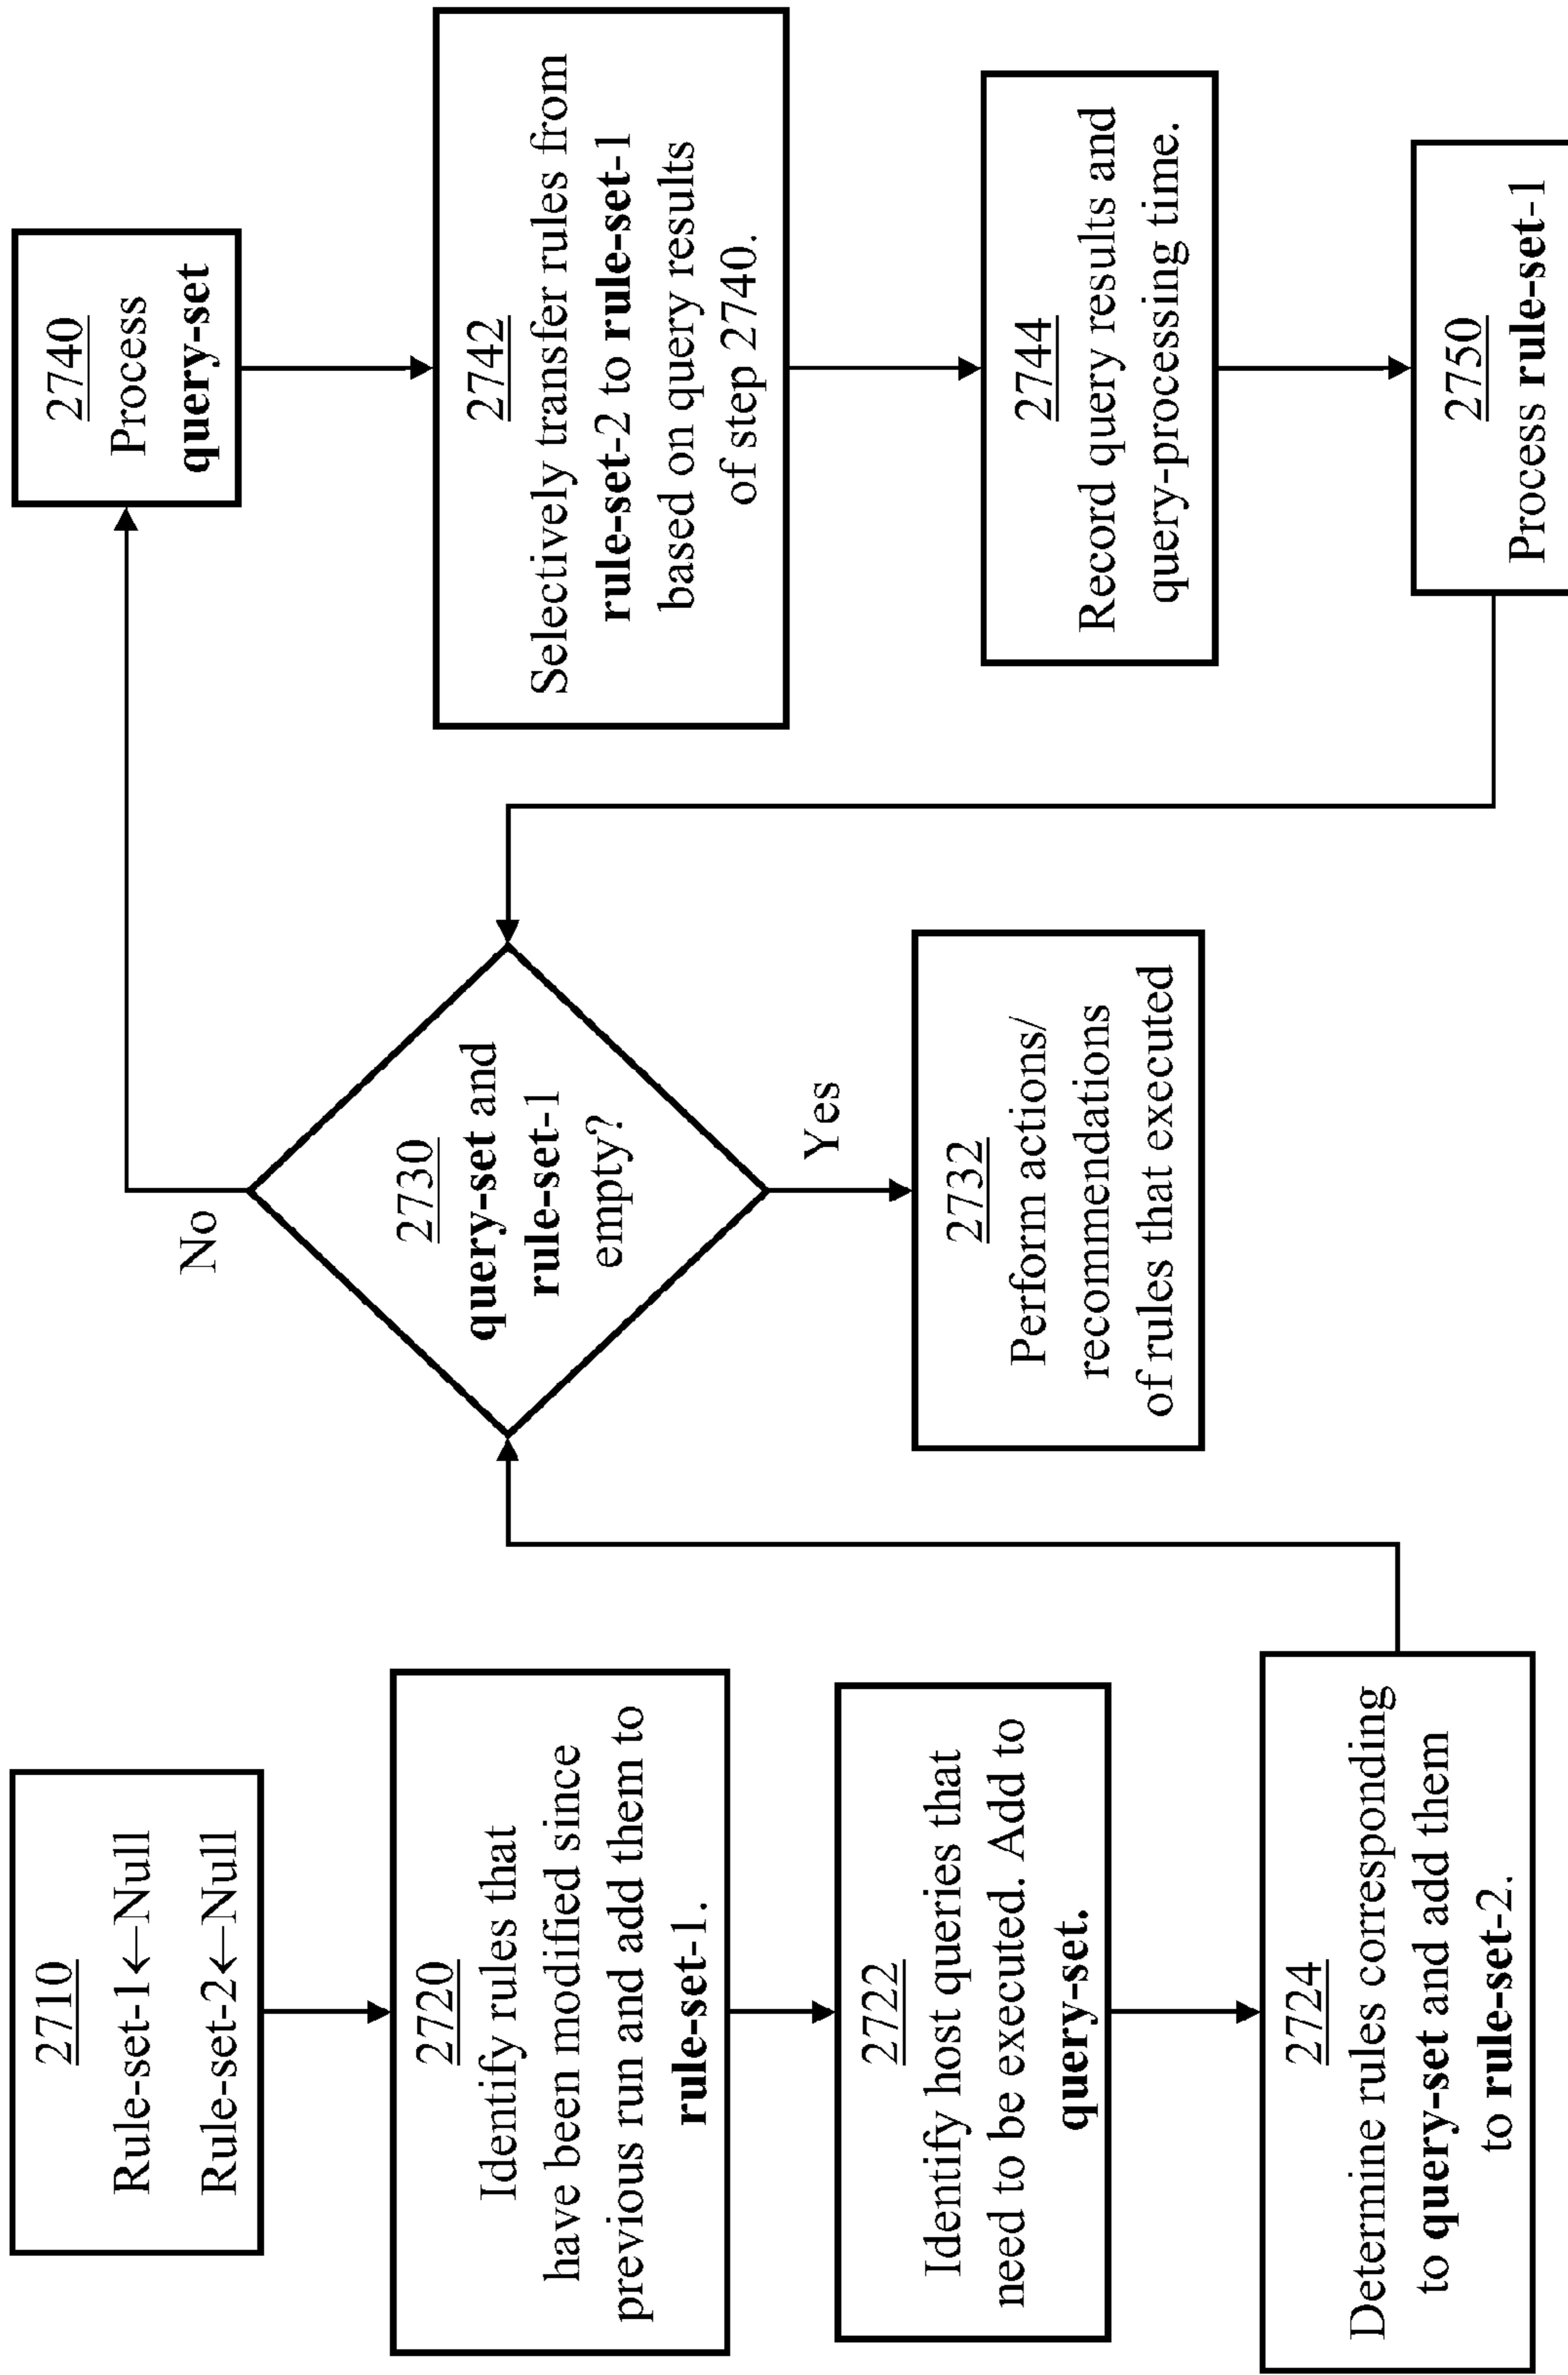 2710
Rule-set-1←Null
Rule-set-2←Null
2720
Identify rules that
have been modified since
previous run and add them to
rule-set-1.
2722
Identify host queries that
need to be executed. Add to
query-set.
2724
Determine rules corresponding
to query-set and add them
to rule-set-2.
2730
query-set and
rule-set-1
empty?
No
Yes
2732
Perform actions/
recommendations
of rules that executed
2740
Process
query-set
2742
Selectively transfer rules from
rule-set-2 to rule-set-1
based on query results
of step 2740.
2744
Record query results and
query-processing time.
2750
Process rule-set-1